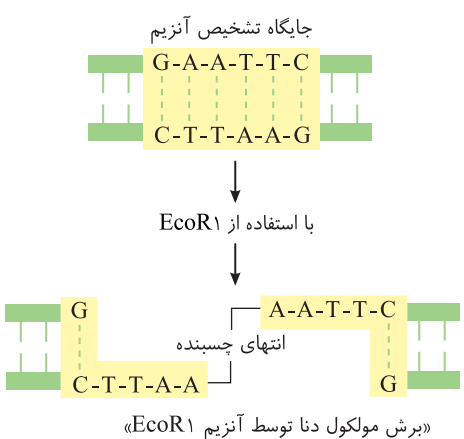 جایگاه تشخیص آنزیم
G-A-A-T-T-C
C-T-T-A-A-G
با استفاده از EcoR۱
G
A-A-T-T-C
انتهای چسبنده
C-T-T-A-A
G
«برش مولکول دنا توسط آنزیم EcoR۱»